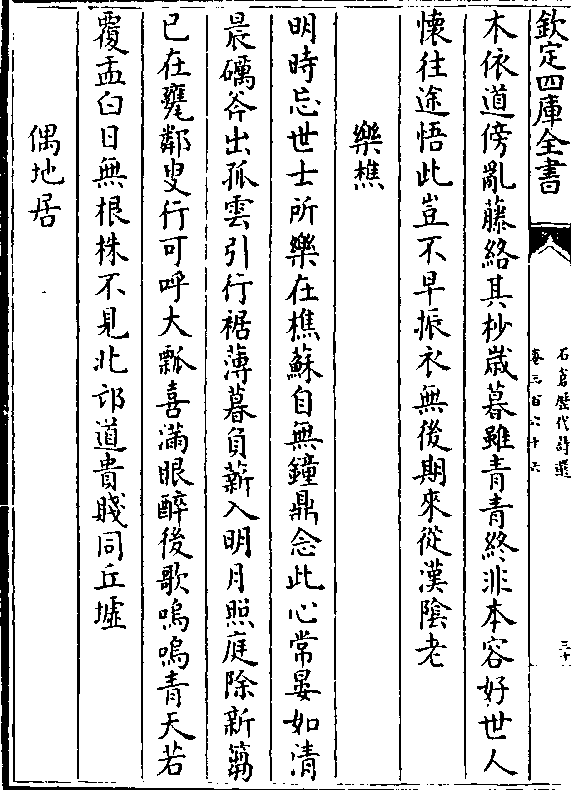 欽定四庫全書
石倉歷代詩選
卷三百六十六
三十
木依道傍亂藤絡其杪歲暮雖青青終非本容好世人
懷往途悟此豈不早振衣無後期來從漢陰老
樂樵
明時忘世士所樂在樵蘇自無鐘鼎念此心常晏如清
晨礪斧出孤雲引行裾薄暮負薪入明月照庭除新篘
已在甕鄰叟行可呼大瓢喜滿眼醉後歌嗚嗚青天若
覆盂白日無根株不見北邙道貴賤同丘墟
偶地居